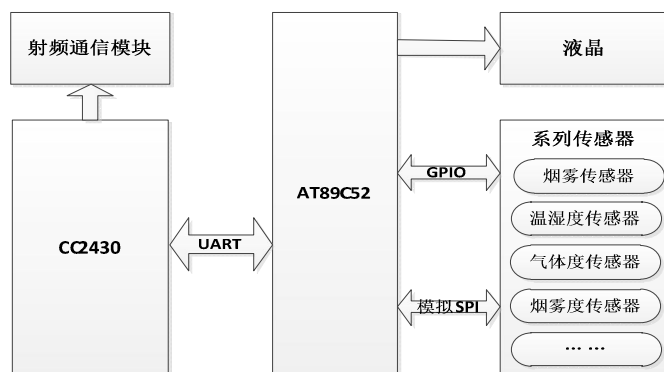 射频通信模块
CC2430
UART
AT89C52
液晶
GPIO
模拟SPI
系列传感器
烟雾传感器
温湿度传感器
气体度传感器
烟雾度传感器
… …